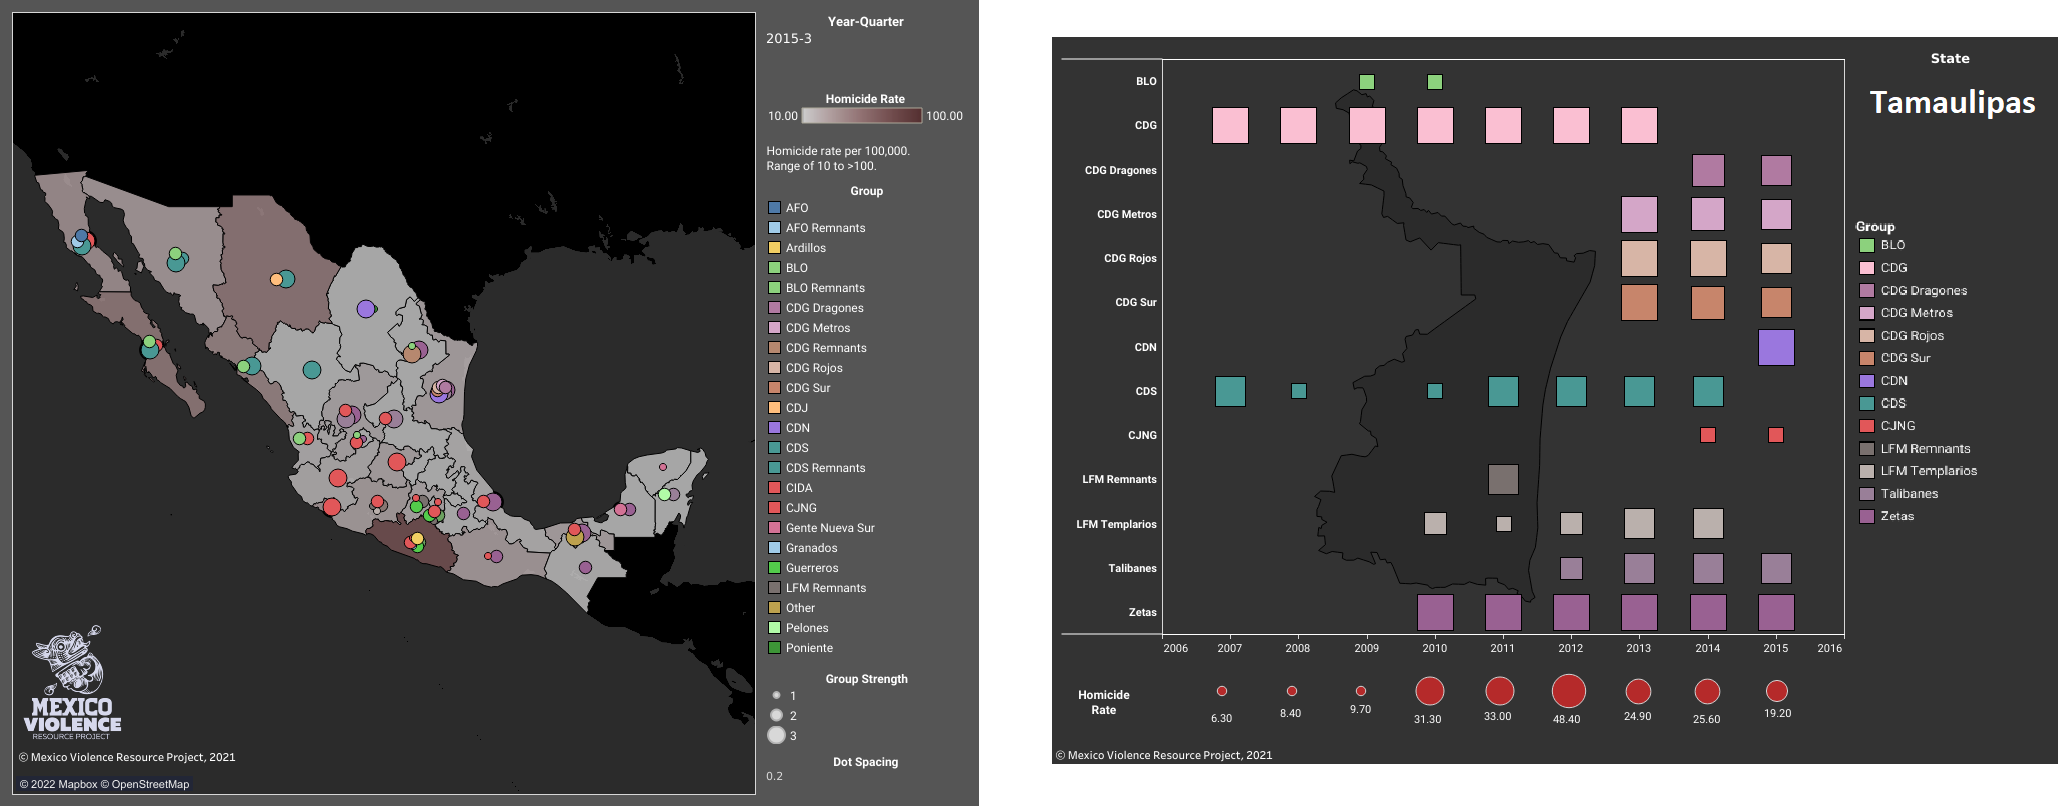 Year-Quarter
2015-3
Homicide Rate
10.00 100.00
Homicide rate per 100,000.
Range of 10 to >100.
Group
AFO
AFO Remnants
Ardillos
BLO
BLO Remnants
CDG Dragones
CDG Metros
CDG Remnants
CDG Rojos
CDG Sur
CDJ
CDN
CDS
CDS Remnants
CIDA
CJNG
Gente Nueva Sur
Granados
Guerreros
LFM Remnants
Other
Pelones
Poniente
Group Strength
1
2
3
Dot Spacing
0.2
MEXICO
VIOLENCE
RESOURCE PROJECT
© Mexico Violence Resource Project, 2021
© 2022 Mapbox © OpenStreetMap
State
Tamaulipas
BLO
CDG
CDG Dragones
CDG Metros
CDG Rojos
CDG Sur
CDN
CDS
CJNG
LFM Remnants
LFM Templarios
Talibanes
Zetas
2006 2007 2008 2009 2010 2011 2012 2013 2014 2015 2016
Homicide
Rate
6.30 8.40 9.70 31.30 33.00 48.40 24.90 25.60 19.20
Group
BLO
CDG
CDG Dragones
CDG Metros
CDG Rojos
CDG Sur
CDN
CDS
CJNG
LFM Remnants
LFM Templarios
Talibanes
Zetas
© Mexico Violence Resource Project, 2021